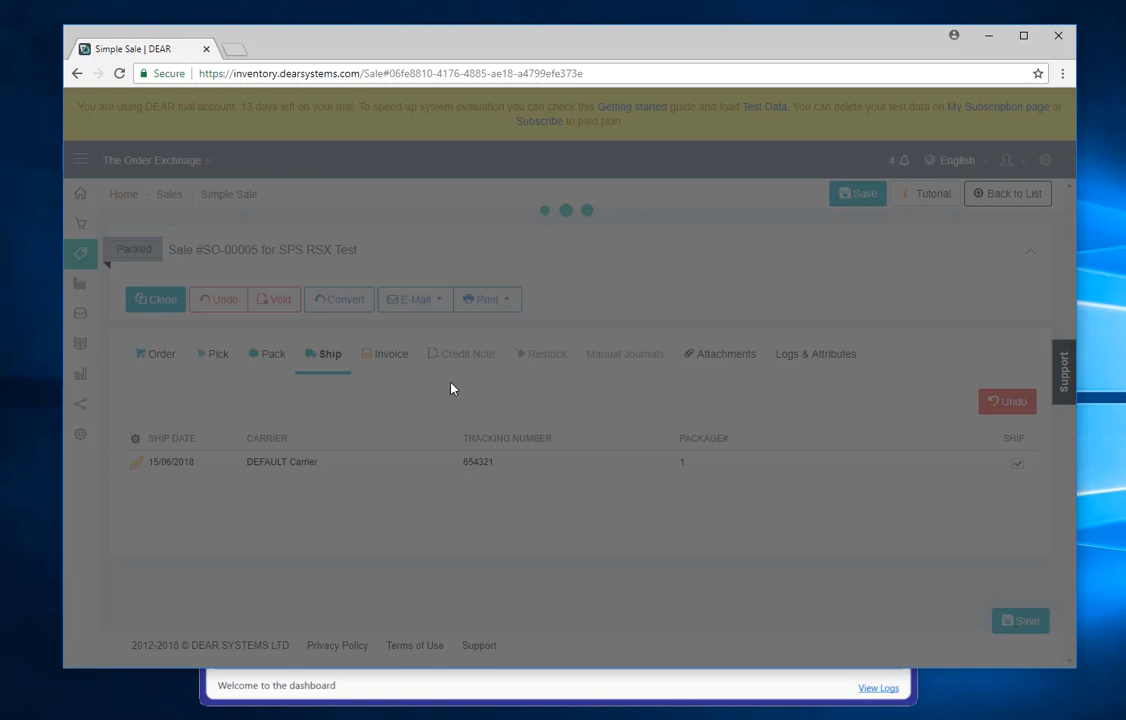 Simple Sale | DEAR
Secure https://inventory.dearsystems.com/Sale#06fe8810-4176-4885-ae18-a4799efe373e
You are using DEAR trial account. 13 days left on your trial. To speed up system evaluation you can check this Getting started guide and load Test Data. You can delete your test data on My Subscription page or
Subscribe to paid plan.
The Order Exchnage 4 English
Home - Sales - Simple Sale Save Tutorial Back to List
Packed Sale #SO-00005 for SPS RSX Test
Clone Undo Void Convert E-Mail Print
Order Pick Pack Ship Invoice Credit Note Restock Manual Journals Attachments Logs & Attributes
Support
Undo
SHIP DATE CARRIER TRACKING NUMBER PACKAGE# SHIP
15/06/2018 DEFAULT Carrier 654321 1
Save
2012-2018 © DEAR SYSTEMS LTD Privacy Policy Terms of Use Support
Welcome to the dashboard View Logs